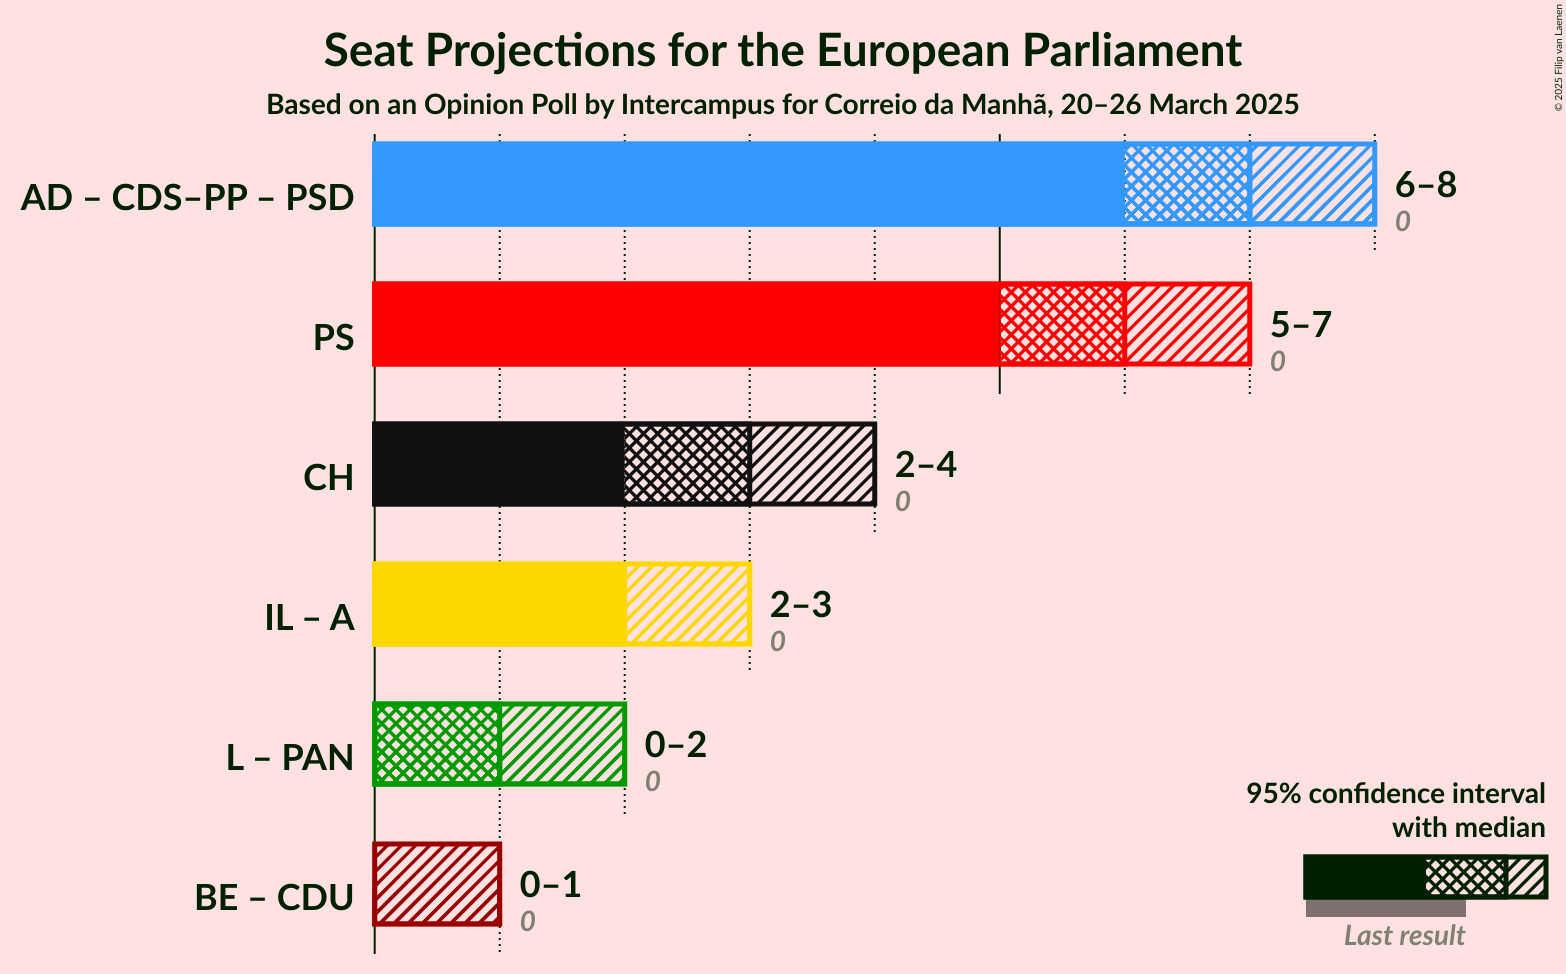 Seat Projections for the European Parliament
Based on an Opinion Poll by Intercampus for Correio da Manhã, 20–26 March 2025
© 2025 Filip van Laenen
AD – CDS–PP – PSD
6–8
0
PS
5–7
0
CH
2–4
0
IL – A
2–3
0
L – PAN
0–2
0
BE – CDU
0–1
0
95% confidence interval
with median
Last result